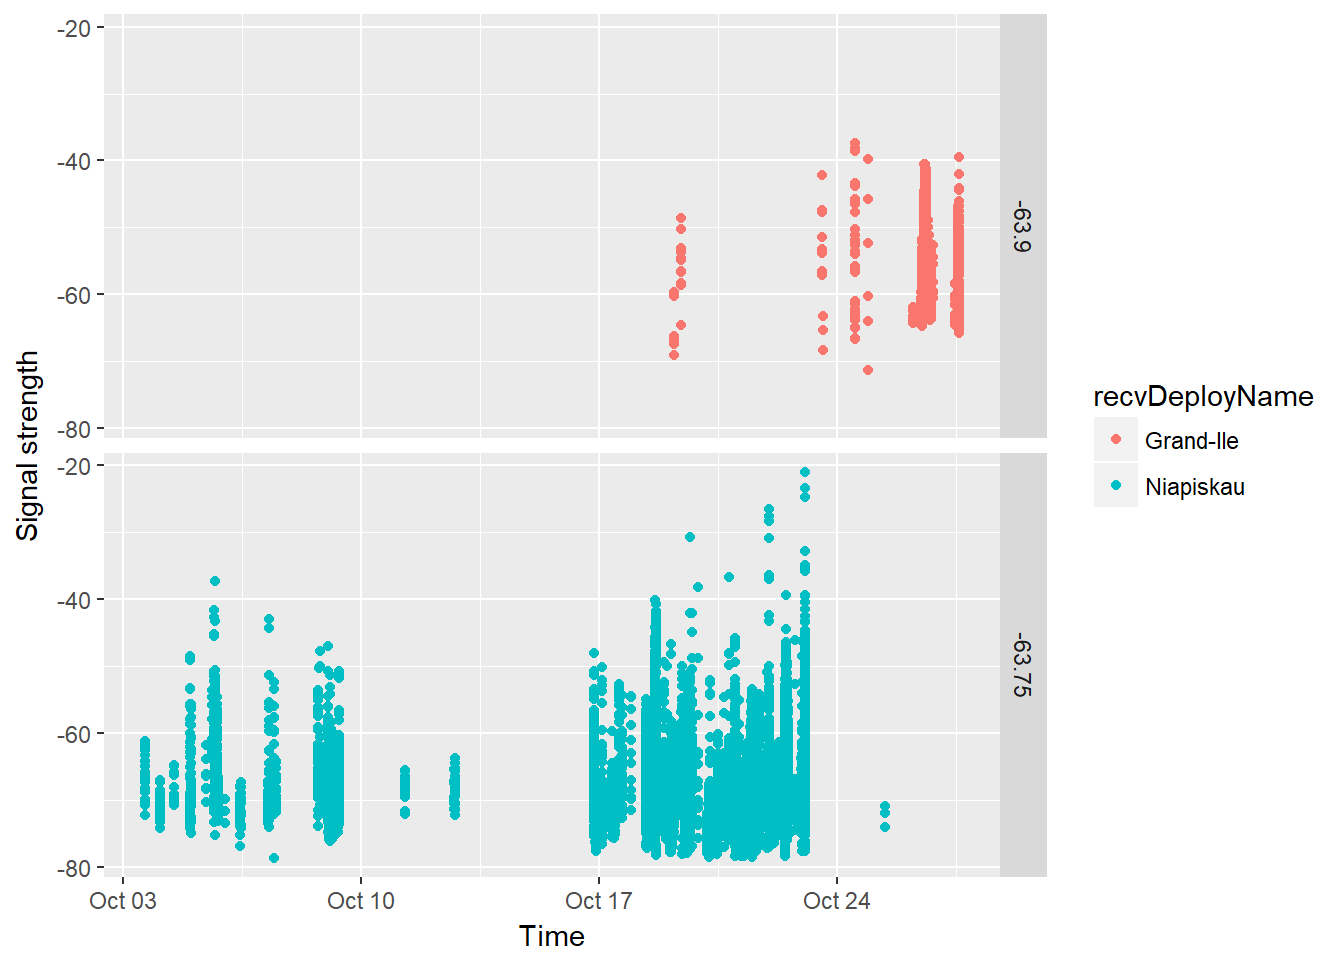 -20
-40
-60
-80
-63.9
-20
-40
-60
-80
-63.75
Signal strength
Oct 03
Oct 10
Oct 17
Oct 24
Time
recvDeployName
Grand-Ile
Niapiskau